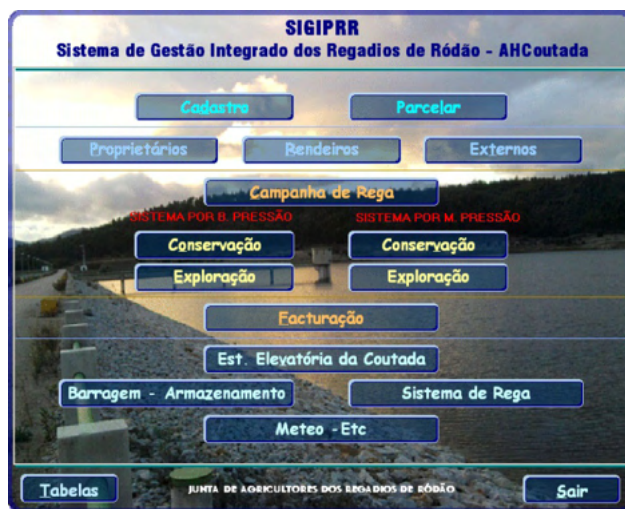 SIGIPRR
Sistema de Gestão Integrado dos Regadios de Ródão - AHCoutada
Cadastro Parcelar
Proprietários Rendeiros Externos
Campanha de Rega
SISTEMA POR B. PRESSÃO SISTEMA POR M. PRESSÃO
Conservação Conservação
Exploração Exploração
Facturação
Est. Elevatória da Coutada
Barragem - Armazenamento Sistema de Rega
Meteo -Etc
Tabelas JUNTA DE AGRICULTORES DOS REGADIOS DE RÓDÃO Sair